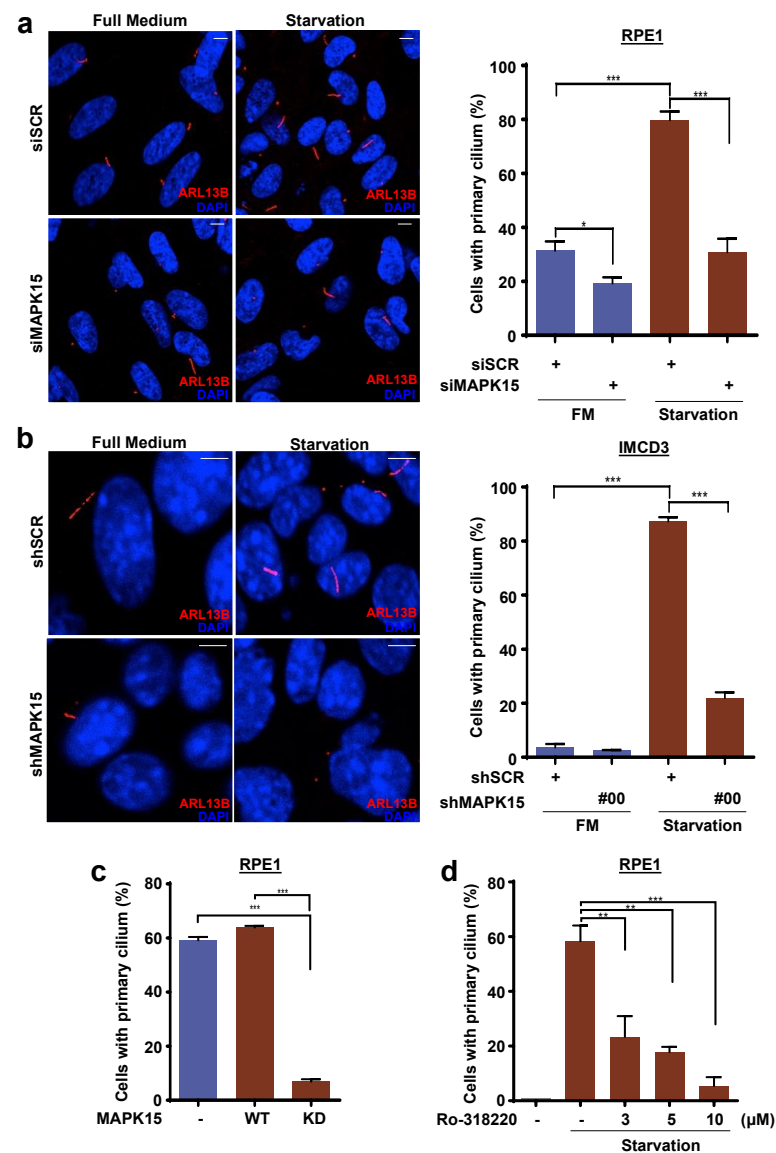 a
Full Medium Starvation
siSCR
ARL13B
DAPI
ARL13B
DAPI
siMAPK15
ARL13B
DAPI
ARL13B
DAPI
RPE1
Cells with primary cilium (%)
100
80
60
40
20
0
***
***
*
siSCR + +
siMAPK15 + +
FM Starvation
b
Full Medium Starvation
shSCR
ARL13B
DAPI
ARL13B
DAPI
shMAPK15
ARL13B
DAPI
ARL13B
DAPI
IMCD3
Cells with primary cilium (%)
100
80
60
40
20
0
***
***
shSCR + +
shMAPK15 #00 #00
FM Starvation
c
RPE1
Cells with primary cilium (%)
80
60
40
20
0
***
***
MAPK15 - WT KD
d
RPE1
Cells with primary cilium (%)
80
60
40
20
0
***
**
**
Ro-318220 - - 3 5 10 (µM)
Starvation